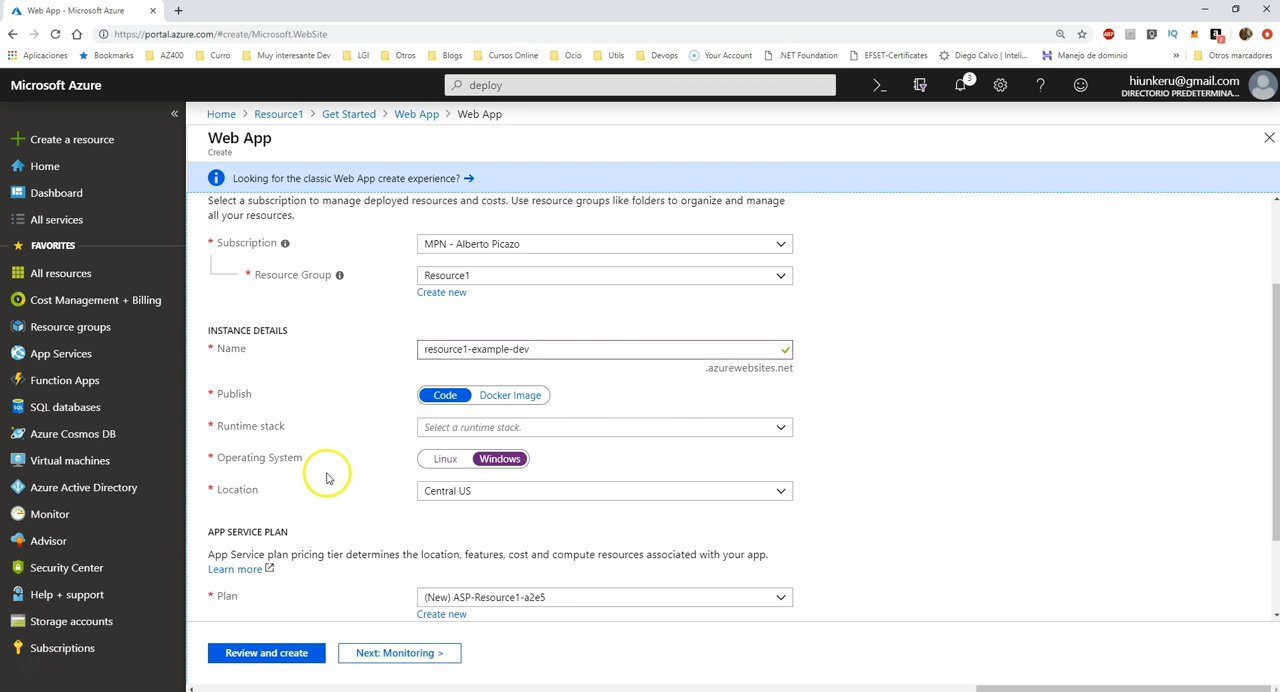 Web App - Microsoft Azure
https://portal.azure.com/#create/Microsoft.WebSite
Aplicaciones Bookmarks AZ400 Curro Muy interesante Dev LGI Otros Blogs Cursos Online Ocio Utils Devops Your Account .NET Foundation EFSET-Certificates Diego Calvo | Inteli... Manejo de dominio » Otros marcadores
Microsoft Azure
deploy
3
hiunkeru@gmail.com
DIRECTORIO PREDETERMINA...
Create a resource
Home
Dashboard
All services
FAVORITES
All resources
Cost Management + Billing
Resource groups
App Services
Function Apps
SQL databases
Azure Cosmos DB
Virtual machines
Azure Active Directory
Monitor
Advisor
Security Center
Help + support
Storage accounts
Subscriptions
Home > Resource1 > Get Started > Web App > Web App
Web App
Create
Looking for the classic Web App create experience? →
Select a subscription to manage deployed resources and costs. Use resource groups like folders to organize and manage
all your resources.
* Subscription
MPN - Alberto Picazo
* Resource Group
Resource1
Create new
INSTANCE DETAILS
* Name
resource1-example-dev
.azurewebsites.net
* Publish
Code Docker Image
* Runtime stack
Select a runtime stack.
* Operating System
Linux Windows
* Location
Central US
APP SERVICE PLAN
App Service plan pricing tier determines the location, features, cost and compute resources associated with your app.
Learn more
* Plan
(New) ASP-Resource1-a2e5
Create new
Review and create
Next: Monitoring >